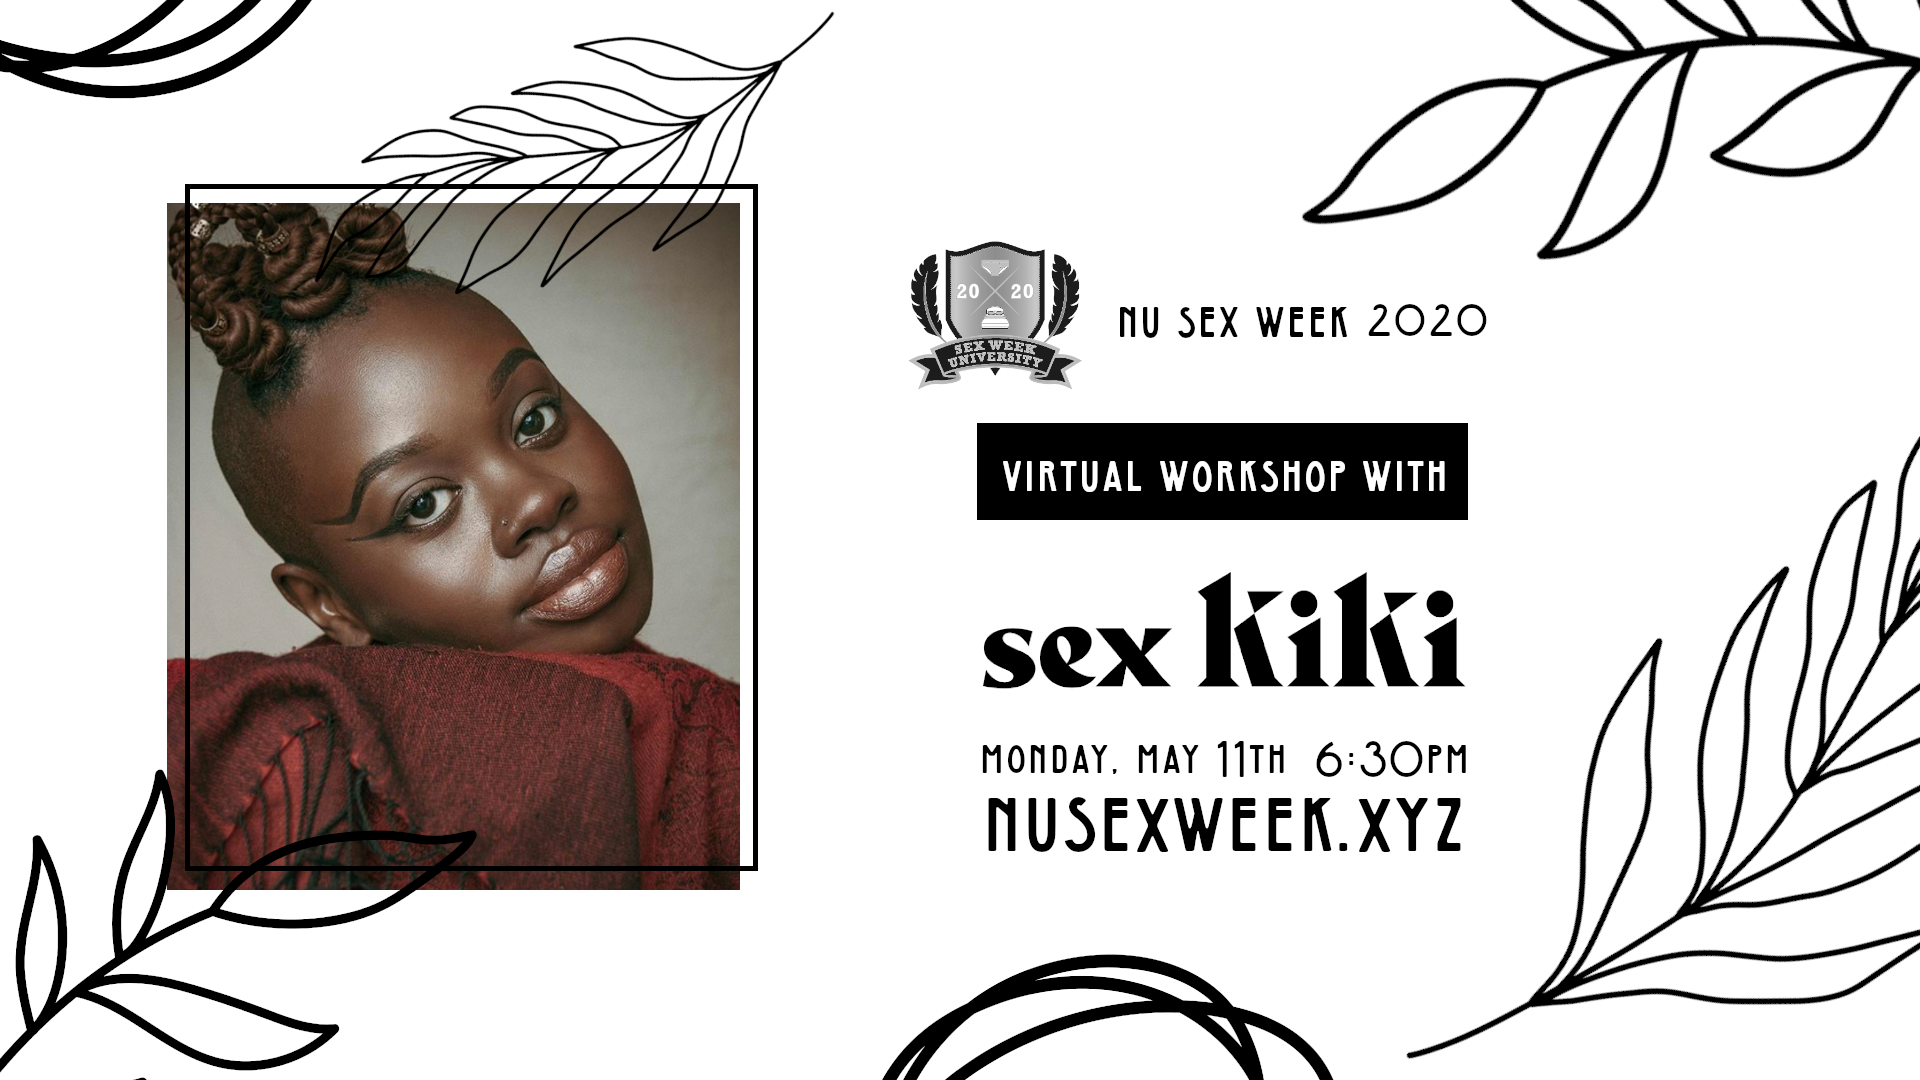 20 20
SEX WEEK
UNIVERSITY
NU SEX WEEK 2020
VIRTUAL WORKSHOP WITH
sex kiki
MONDAY, MAY 11TH 6:30PM
NUSEXWEEK.XYZ